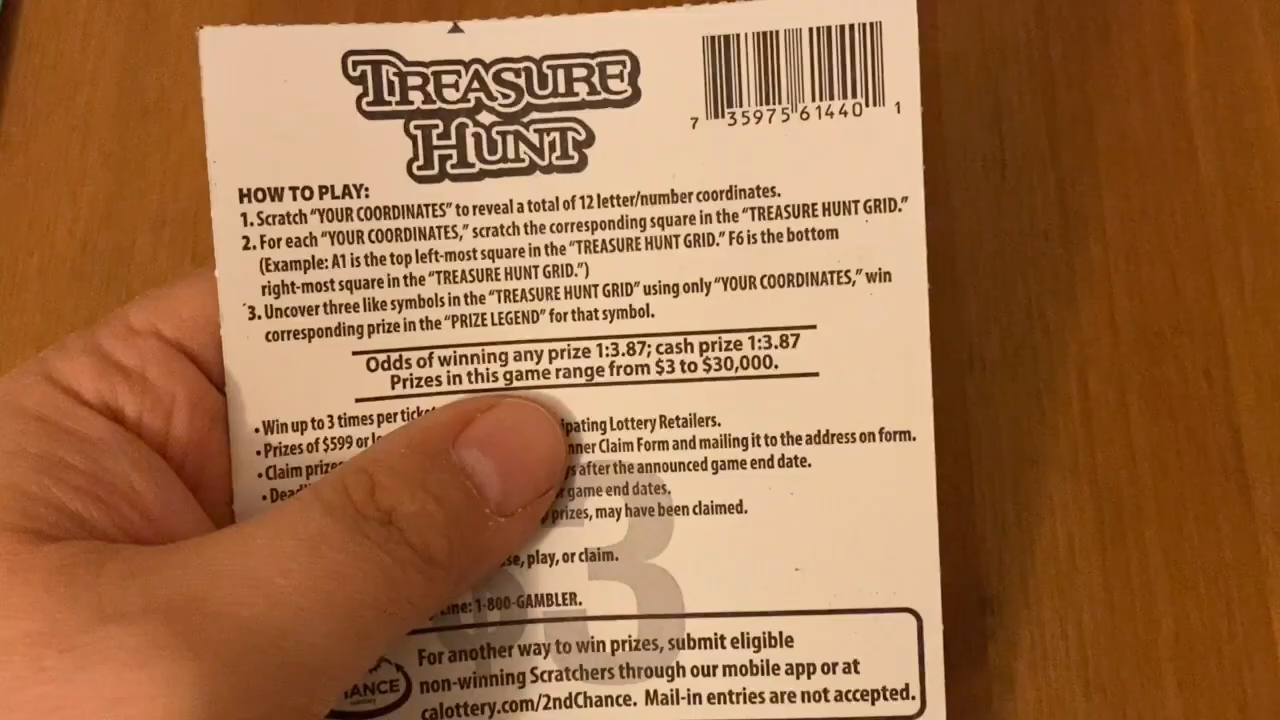 TREASURE
HUNT
7 35975 61440 1
HOW TO PLAY:
1. Scratch “YOUR COORDINATES” to reveal a total of 12 letter/number coordinates.
2. For each “YOUR COORDINATES,” scratch the corresponding square in the “TREASURE HUNT GRID.”
(Example: A1 is the top left-most square in the “TREASURE HUNT GRID.” F6 is the bottom
right-most square in the “TREASURE HUNT GRID.”)
3. Uncover three like symbols in the “TREASURE HUNT GRID” using only “YOUR COORDINATES,” win
corresponding prize in the “PRIZE LEGEND” for that symbol.
Odds of winning any prize 1:3.87; cash prize 1:3.87
Prizes in this game range from $3 to $30,000.
• Win up to 3 times per Lottery Retailers.
• Prizes of $599 or Claim Form and mailing it to the address on form.
• Claim after the announced game end date.
game end dates.
prizes, may have been claimed.
play, or claim.
1-800-GAMBLER.
For another way to win prizes, submit eligible
non-winning Scratchers through our mobile app or at
calottery.com/2ndChance. Mail-in entries are not accepted.